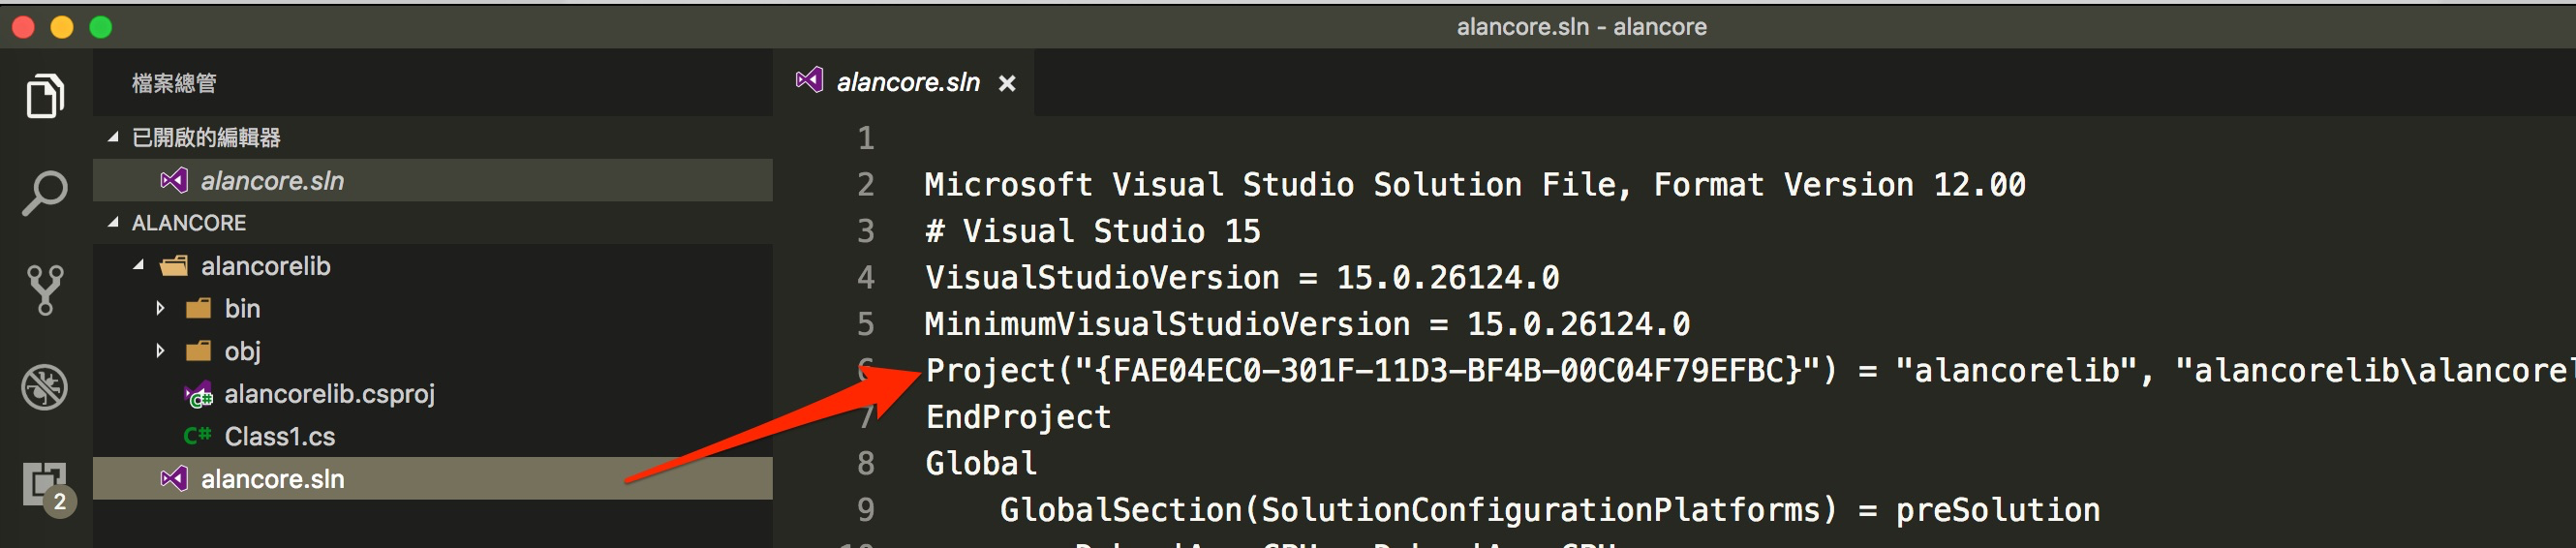 alancore.sln - alancore
檔案總管
已開啟的編輯器
alancore.sln
ALANCORE
alancorelib
bin
obj
alancorelib.csproj
C# Class1.cs
alancore.sln
2
alancore.sln ×
1
2 Microsoft Visual Studio Solution File, Format Version 12.00
3 # Visual Studio 15
4 VisualStudioVersion = 15.0.26124.0
5 MinimumVisualStudioVersion = 15.0.26124.0
6 Project("{FAE04EC0-301F-11D3-BF4B-00C04F79EFBC}") = "alancorelib", "alancorelib\alancorel
7 EndProject
8 Global
9 GlobalSection(SolutionConfigurationPlatforms) = preSolution